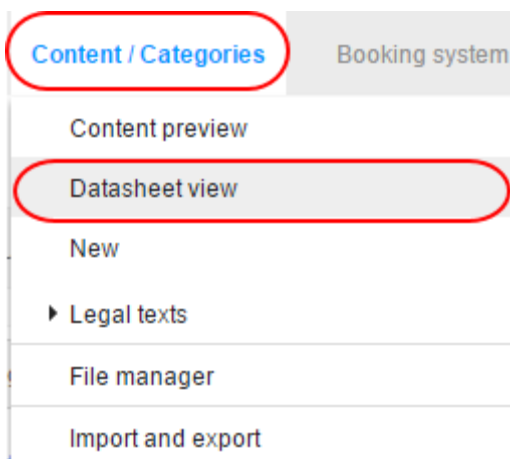 Content / Categories Booking system
Content preview
Datasheet view
New
Legal texts
File manager
Import and export